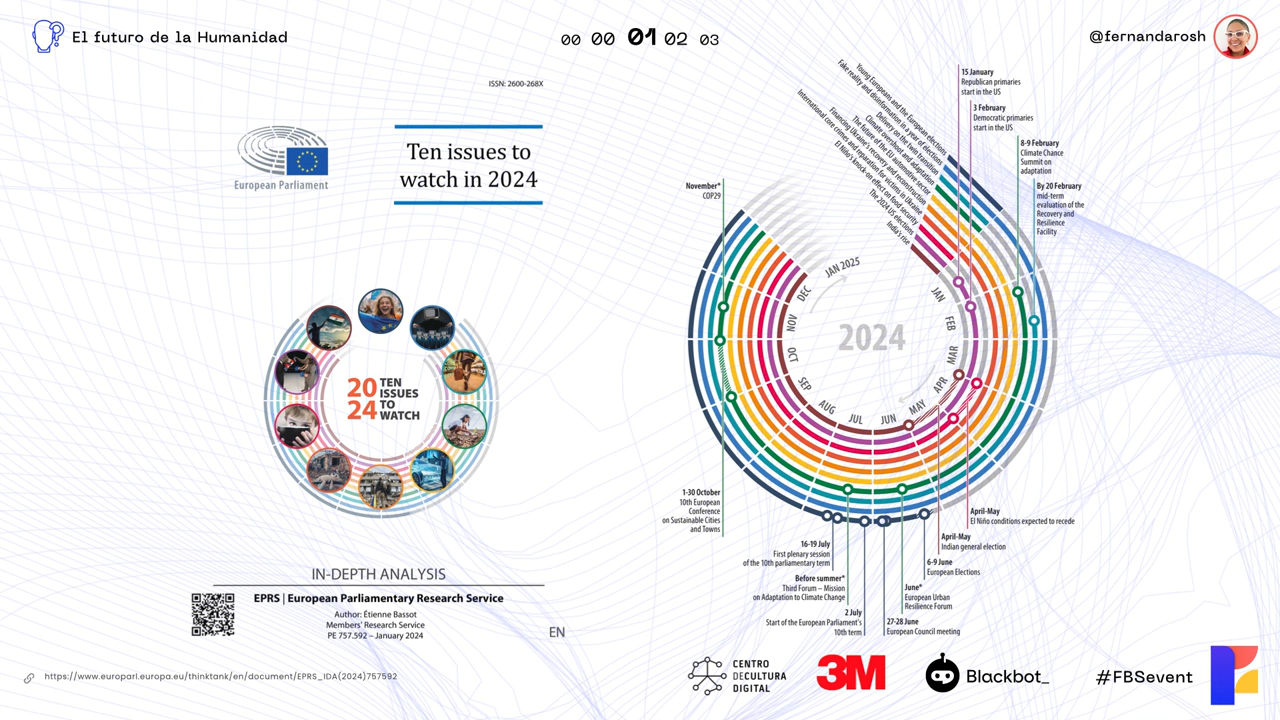 El futuro de la Humanidad
00 00 01 02 03
@fernandarosh
ISSN: 2600-268X
European Parliament
Ten issues to
watch in 2024
20
24
TEN
ISSUES
TO
WATCH
IN-DEPTH ANALYSIS
EPRS | European Parliamentary Research Service
Author: Étienne Bassot
Members' Research Service
PE 757.592 – January 2024
EN
Young Europeans and the European elections
Fake reality and disinformation in a year of elections
Delivery on the twin transition
Climate overshoot and adaptation
The future of the EU automotive sector
Financing Ukraine's recovery and reconstruction
International core crimes and reparation for victims in Ukraine
El Niño's knock-on effect on food security
The 2024 US elections
India's rise
15 January
Republican primaries
start in the US
3 February
Democratic primaries
start in the US
8-9 February
Climate Chance
Summit on
adaptation
By 20 February
mid-term
evaluation of the
Recovery and
Resilience
Facility
November*
COP29
JAN 2025
2024
JAN
FEB
MAR
APR
MAY
JUN
JUL
AUG
SEP
OCT
NOV
DEC
1-30 October
10th European
Conference
on Sustainable Cities
and Towns
16-19 July
First plenary session
of the 10th parliamentary term
Before summer*
Third Forum – Mission
on Adaptation to Climate Change
2 July
Start of the European Parliament's
10th term
27-28 June
European Council meeting
June*
European Urban
Resilience Forum
6-9 June
European Elections
April-May
Indian general election
April-May
El Niño conditions expected to recede
https://www.europarl.europa.eu/thinktank/en/document/EPRS_IDA(2024)757592
CENTRO
DECULTURA
DIGITAL
3M
Blackbot_
#FBSevent